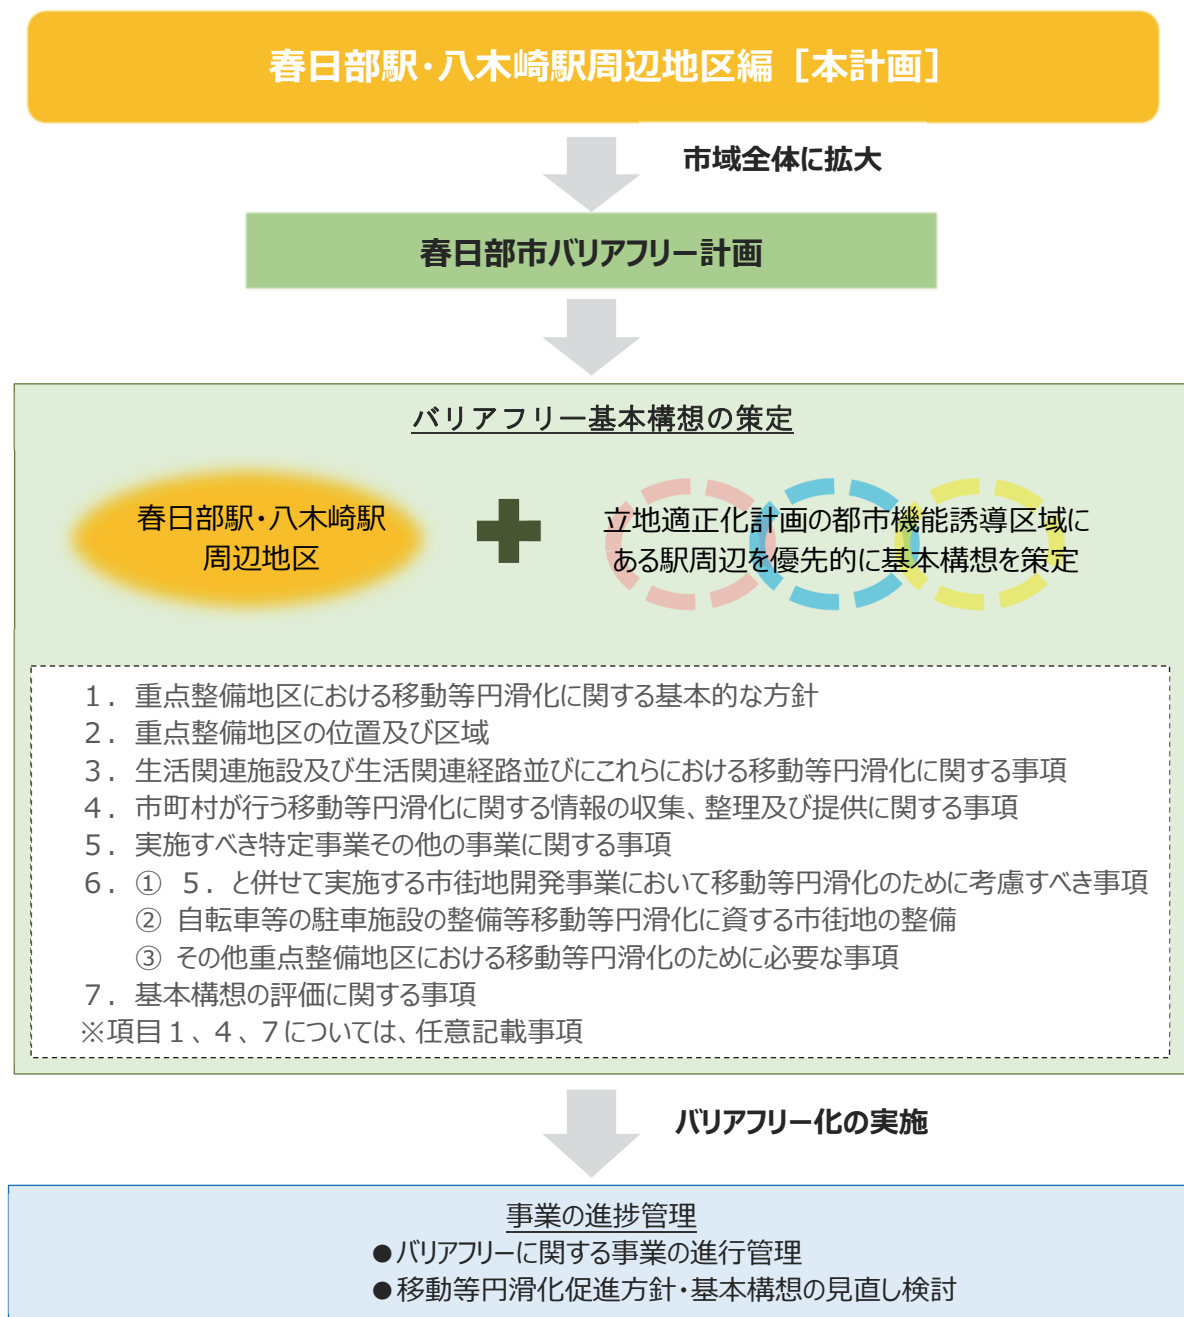 春日部駅・八木崎駅周辺地区編［本計画］
市域全体に拡大
春日部市バリアフリー計画
バリアフリー基本構想の策定
春日部駅・八木崎駅
周辺地区
立地適正化計画の都市機能誘導区域に
ある駅周辺を優先的に基本構想を策定
１．重点整備地区における移動等円滑化に関する基本的な方針
２．重点整備地区の位置及び区域
３．生活関連施設及び生活関連経路並びにこれらにおける移動等円滑化に関する事項
４．市町村が行う移動等円滑化に関する情報の収集、整理及び提供に関する事項
５．実施すべき特定事業その他の事業に関する事項
６．① ５．と併せて実施する市街地開発事業において移動等円滑化のために考慮すべき事項
② 自転車等の駐車施設の整備等移動等円滑化に資する市街地の整備
③ その他重点整備地区における移動等円滑化のために必要な事項
７．基本構想の評価に関する事項
※項目１、４、７については、任意記載事項
バリアフリー化の実施
事業の進捗管理
●バリアフリーに関する事業の進行管理
●移動等円滑化促進方針・基本構想の見直し検討